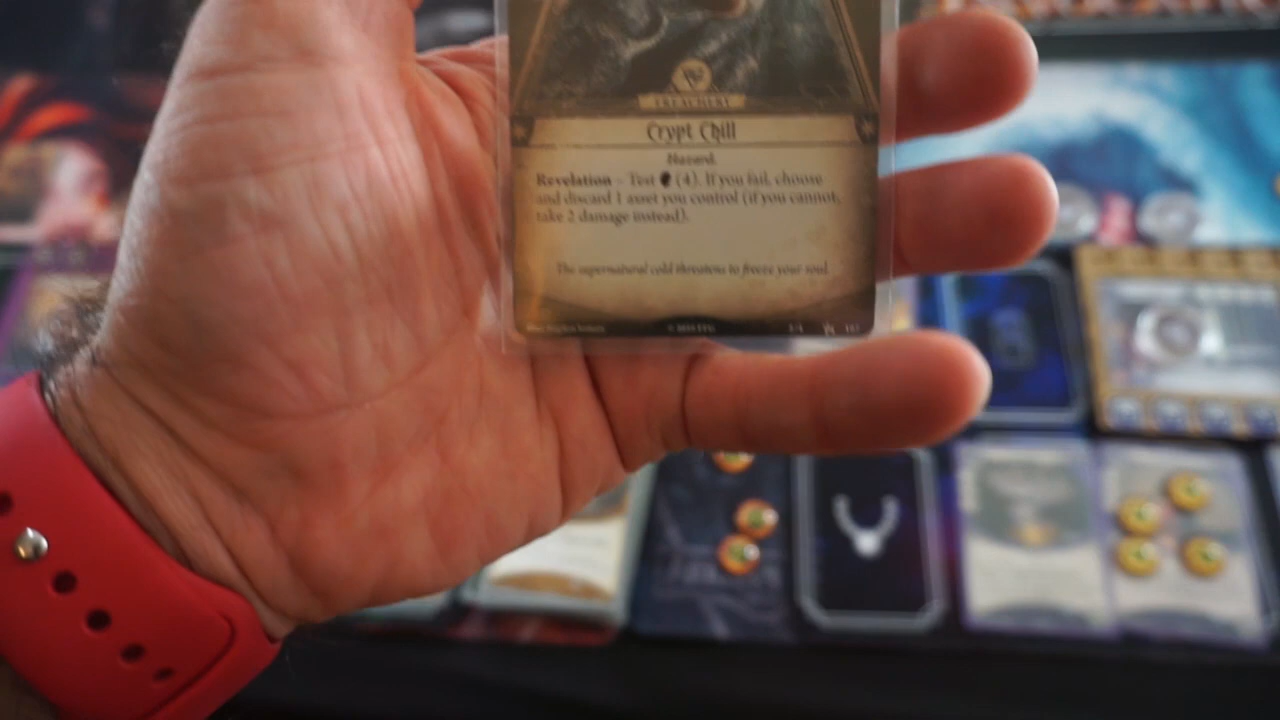 TREACHERY
Crypt Chill
Hazard.
Revelation – Test (4). If you fail, choose
and discard 1 asset you control (if you cannot,
take 2 damage instead).
The supernatural cold threatens to freeze your soul.